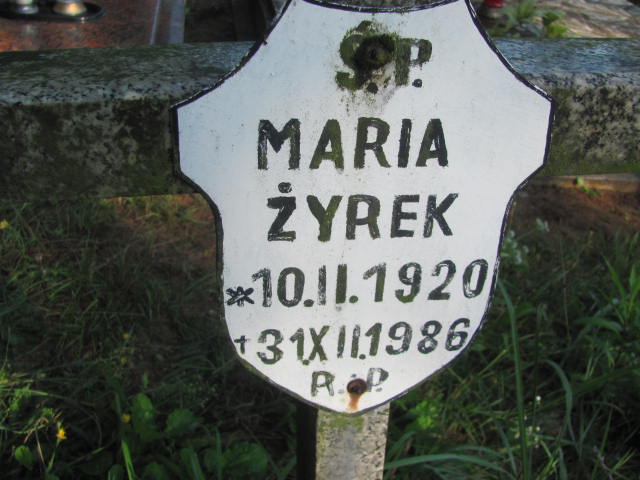 Ś.P.
MARIA
ŻYREK
* 10.II.1920
+ 31.XII.1986
R.I.P.